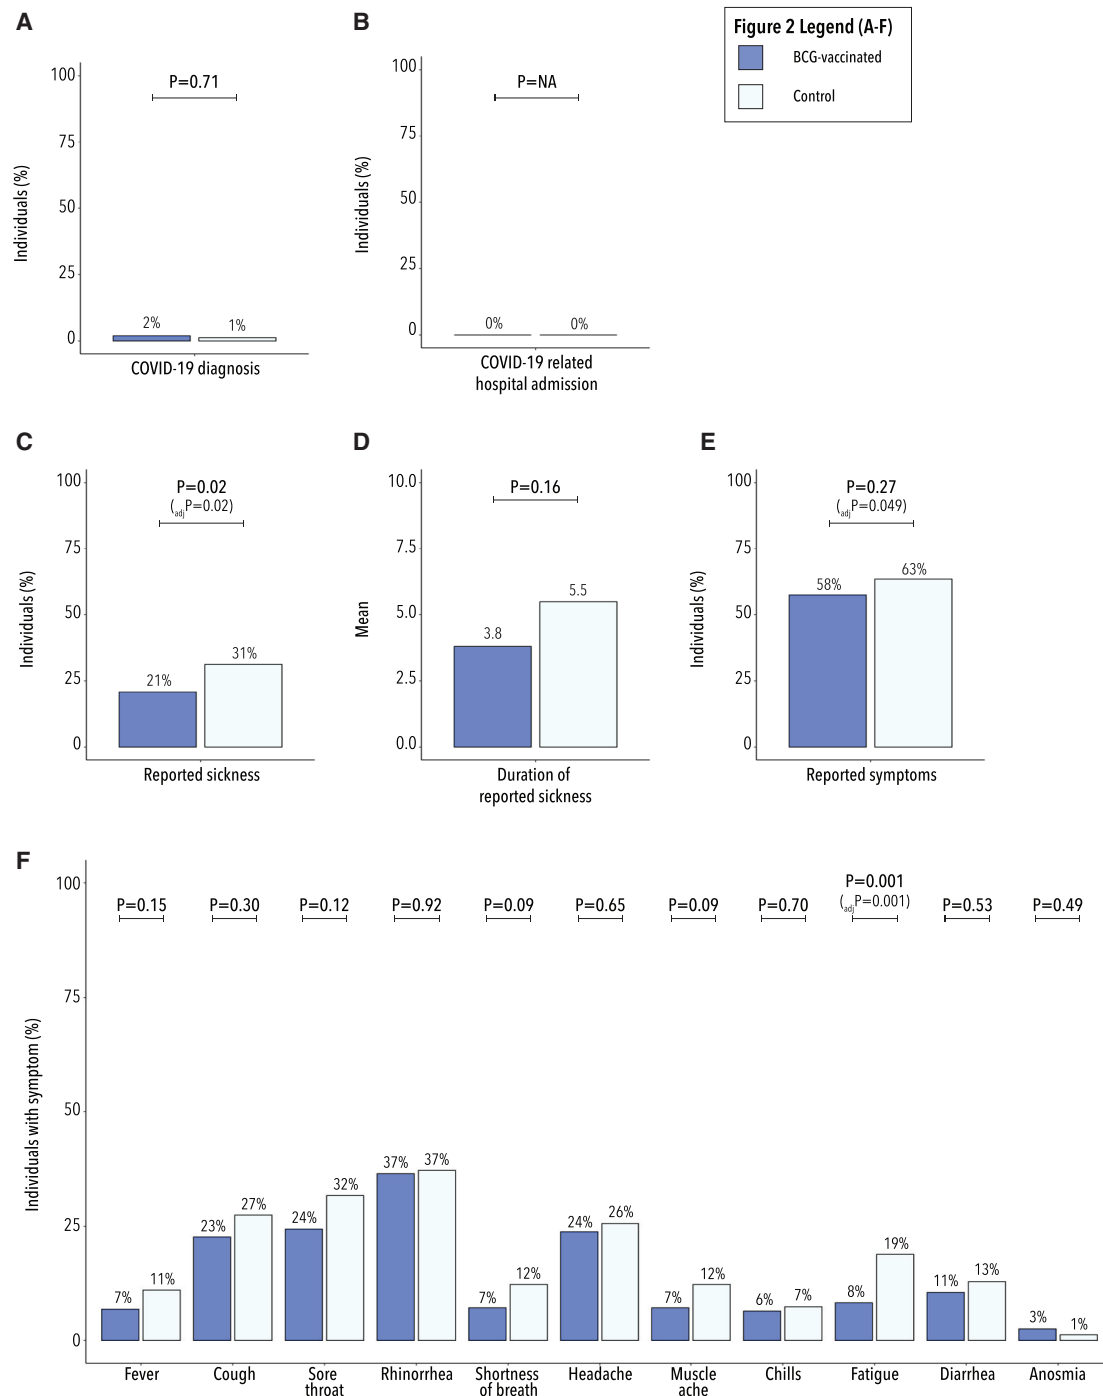 A
P=0.71
100
75
50
25
0
Individuals (%)
2%
1%
COVID-19 diagnosis
B
P=NA
100
75
50
25
0
Individuals (%)
0%
0%
COVID-19 related
hospital admission
Figure 2 Legend (A-F)
BCG-vaccinated
Control
C
P=0.02
(adjP=0.02)
100
75
50
25
0
Individuals (%)
21%
31%
Reported sickness
D
P=0.16
10.0
7.5
5.0
2.5
0.0
Mean
3.8
5.5
Duration of
reported sickness
E
P=0.27
(adjP=0.049)
100
75
50
25
0
Individuals (%)
58%
63%
Reported symptoms
F
P=0.15 P=0.30 P=0.12 P=0.92 P=0.09 P=0.65 P=0.09 P=0.70 P=0.001 P=0.53 P=0.49
(adjP=0.001)
100
75
50
25
0
Individuals with symptom (%)
7% 11% 23% 27% 24% 32% 37% 37% 7% 12% 24% 26% 7% 12% 6% 7% 8% 19% 11% 13% 3% 1%
Fever Cough Sore Rhinorrhea Shortness Headache Muscle Chills Fatigue Diarrhea Anosmia
throat of breath ache